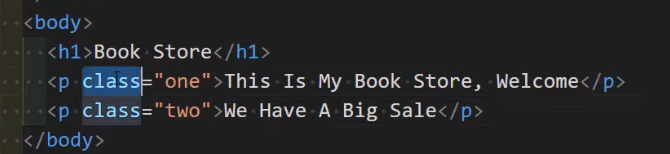 <body>
<h1>Book Store</h1>
<p class="one">This Is My Book Store, Welcome</p>
<p class="two">We Have A Big Sale</p>
</body>